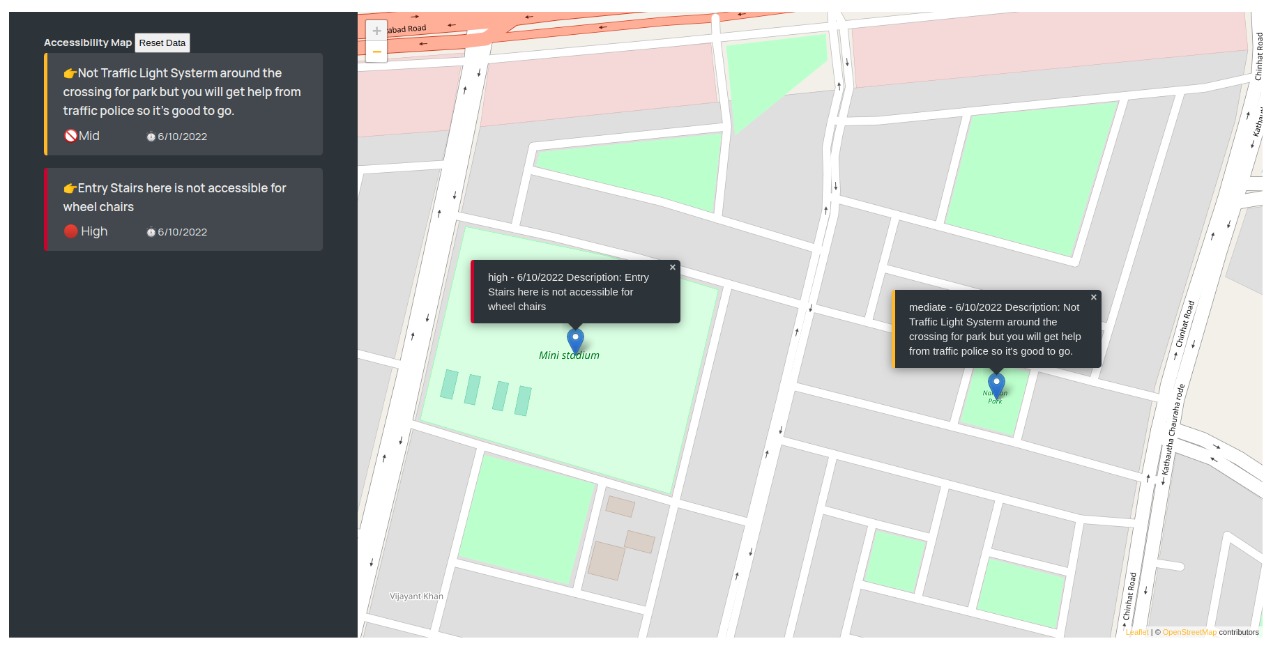 Accessibility Map Reset Data
👉Not Traffic Light Systerm around the
crossing for park but you will get help from
traffic police so it's good to go.
🚫Mid ⏱6/10/2022
👉Entry Stairs here is not accessible for
wheel chairs
🔴 High ⏱6/10/2022
+
−
abad Road
Chinhat Road
high - 6/10/2022 Description: Entry
Stairs here is not accessible for
wheel chairs
×
Mini stadium
mediate - 6/10/2022 Description: Not
Traffic Light Systerm around the
crossing for park but you will get help
from traffic police so it's good to go.
×
Park
Chinhat Road
Kathautha Chauraha rode
Chinhat Road
Vijayant Khan
Leaflet | © OpenStreetMap contributors